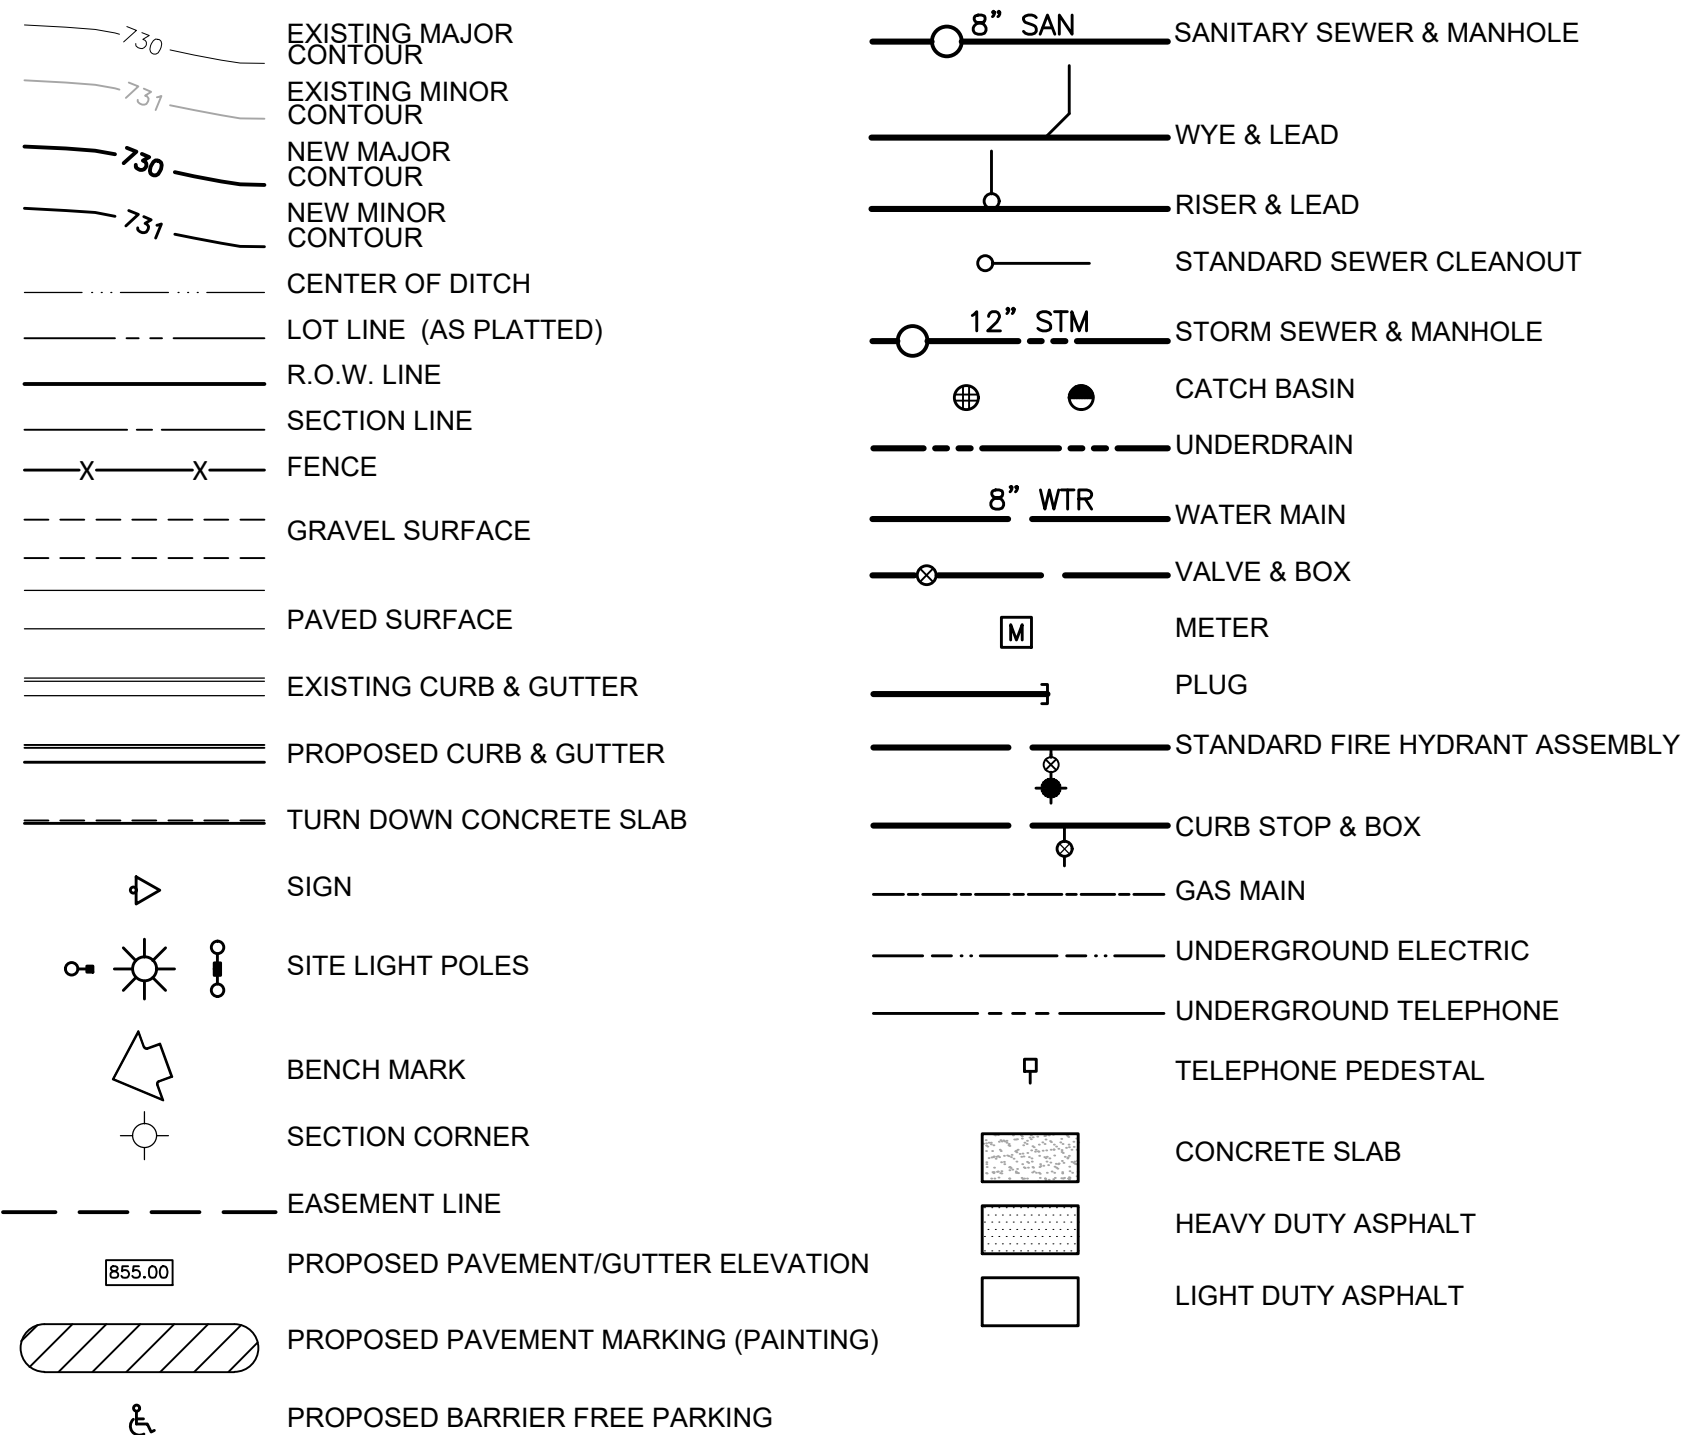 730
EXISTING MAJOR
CONTOUR
731
EXISTING MINOR
CONTOUR
730
NEW MAJOR
CONTOUR
731
NEW MINOR
CONTOUR
CENTER OF DITCH
LOT LINE (AS PLATTED)
R.O.W. LINE
SECTION LINE
X X FENCE
GRAVEL SURFACE
PAVED SURFACE
EXISTING CURB & GUTTER
PROPOSED CURB & GUTTER
TURN DOWN CONCRETE SLAB
SIGN
SITE LIGHT POLES
BENCH MARK
SECTION CORNER
EASEMENT LINE
855.00 PROPOSED PAVEMENT/GUTTER ELEVATION
PROPOSED PAVEMENT MARKING (PAINTING)
PROPOSED BARRIER FREE PARKING
8" SAN SANITARY SEWER & MANHOLE
WYE & LEAD
RISER & LEAD
STANDARD SEWER CLEANOUT
12" STM STORM SEWER & MANHOLE
CATCH BASIN
UNDERDRAIN
8" WTR WATER MAIN
VALVE & BOX
M METER
PLUG
STANDARD FIRE HYDRANT ASSEMBLY
CURB STOP & BOX
GAS MAIN
UNDERGROUND ELECTRIC
UNDERGROUND TELEPHONE
TELEPHONE PEDESTAL
CONCRETE SLAB
HEAVY DUTY ASPHALT
LIGHT DUTY ASPHALT